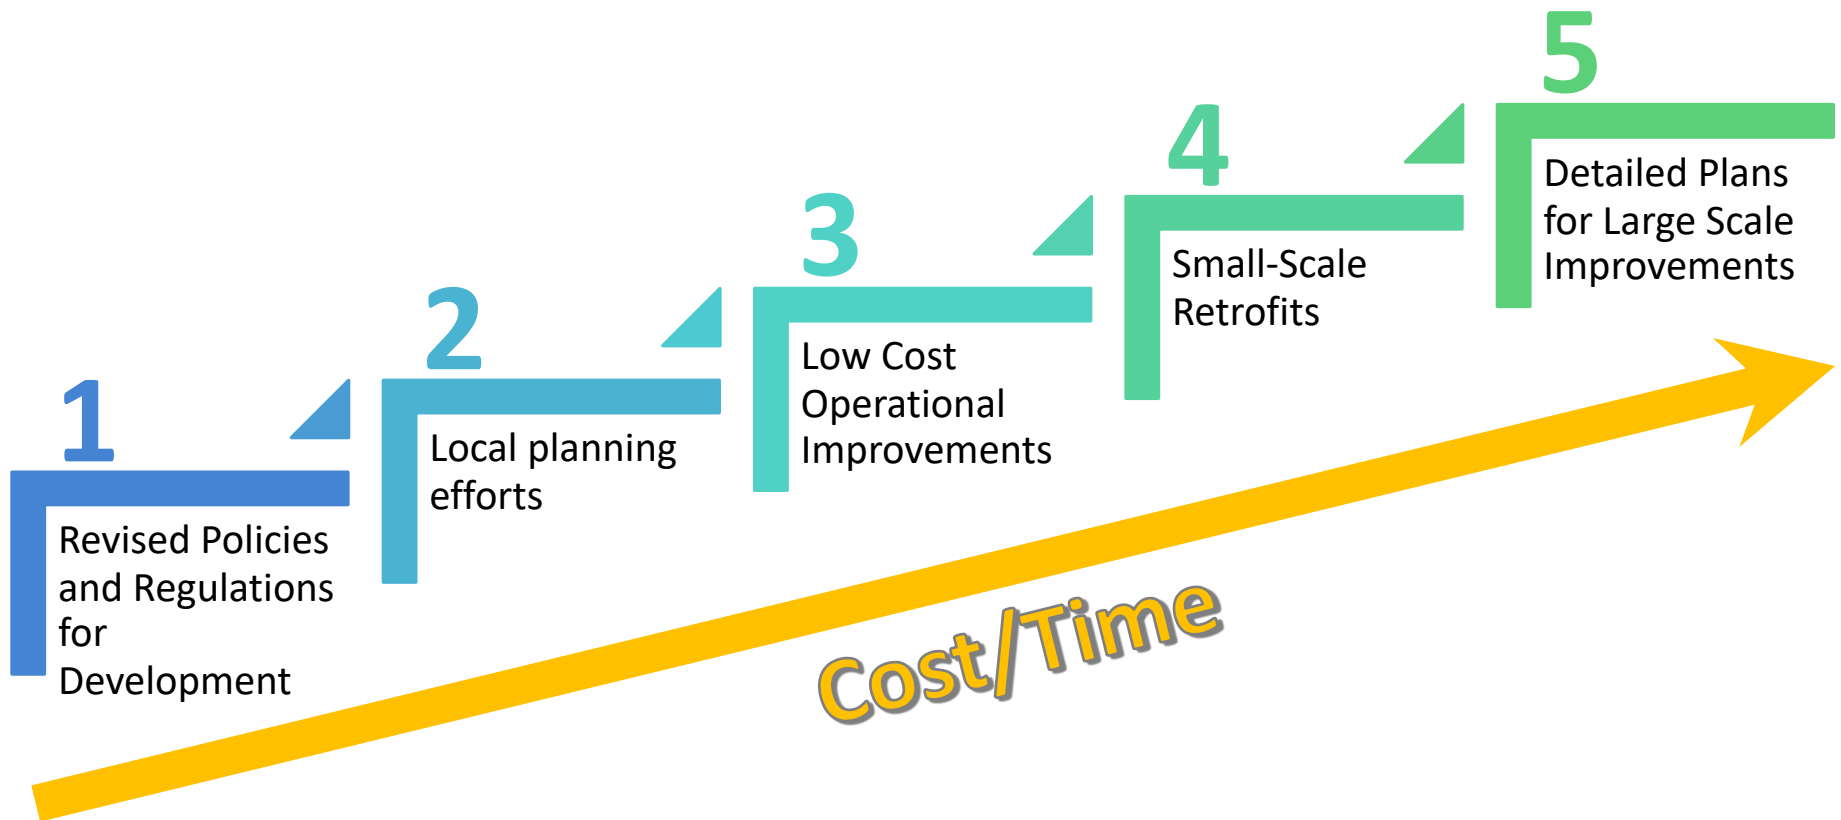 1
Revised Policies
and Regulations
for
Development
2
Local planning
efforts
3
Low Cost
Operational
Improvements
4
Small-Scale
Retrofits
5
Detailed Plans
for Large Scale
Improvements
Cost/Time